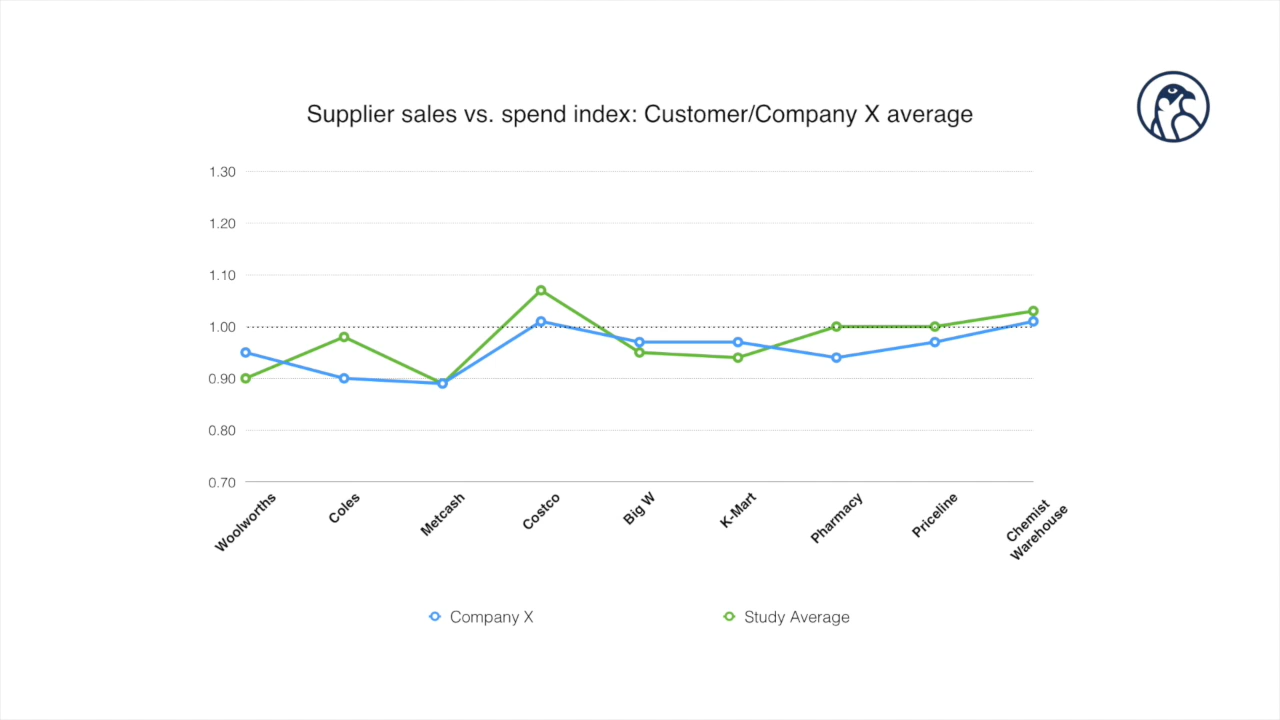 Supplier sales vs. spend index: Customer/Company X average
1.30
1.20
1.10
1.00
0.90
0.80
0.70
Woolworths
Coles
Metcash
Costco
Big W
K-Mart
Pharmacy
Priceline
Chemist
Warehouse
Company X
Study Average